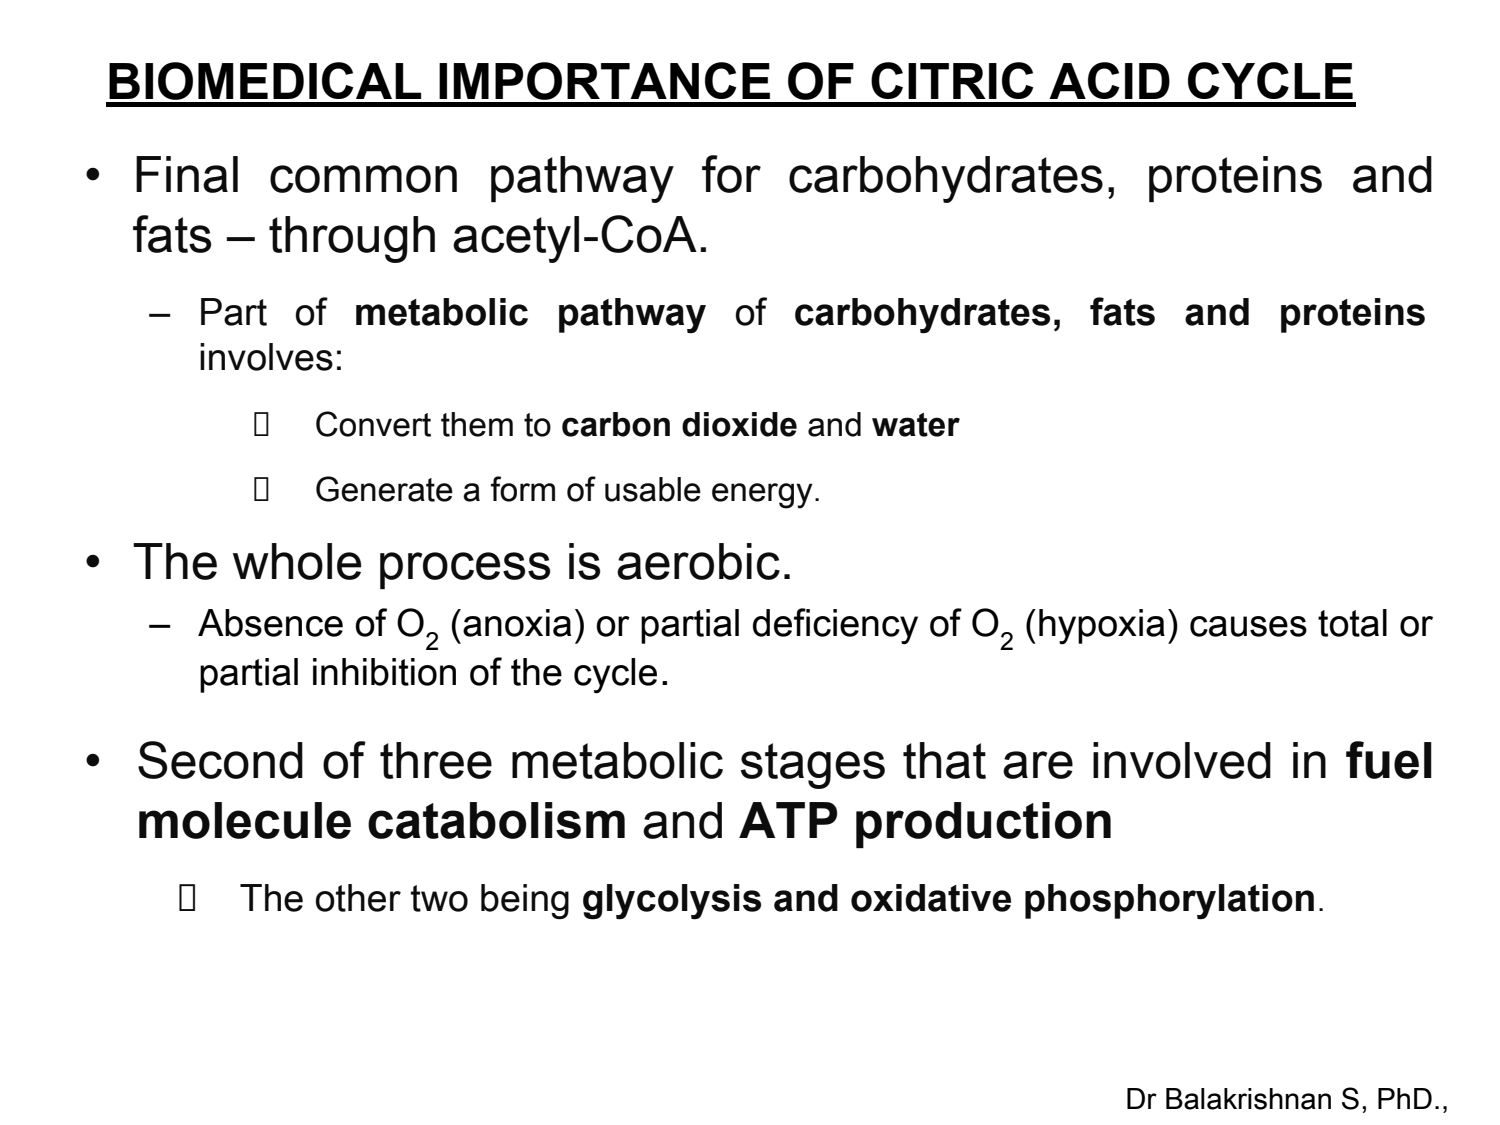 BIOMEDICAL IMPORTANCE OF CITRIC ACID CYCLE
• Final common pathway for carbohydrates, proteins and
fats – through acetyl-CoA.
– Part of metabolic pathway of carbohydrates, fats and proteins
involves:
▯ Convert them to carbon dioxide and water
▯ Generate a form of usable energy.
• The whole process is aerobic.
– Absence of O₂ (anoxia) or partial deficiency of O₂ (hypoxia) causes total or
partial inhibition of the cycle.
• Second of three metabolic stages that are involved in fuel
molecule catabolism and ATP production
▯ The other two being glycolysis and oxidative phosphorylation.
Dr Balakrishnan S, PhD.,